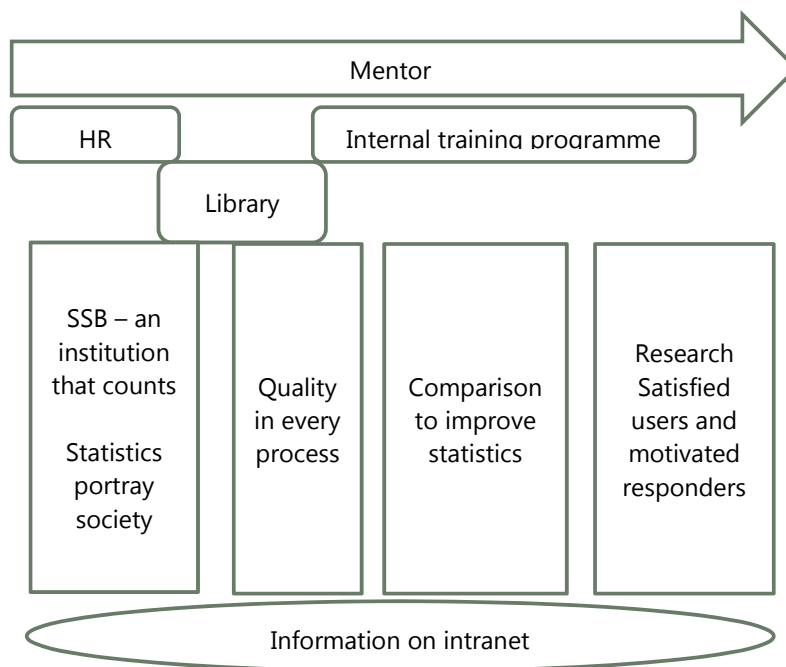 Mentor
HR
Internal training programme
Library
SSB – an
institution
that counts
Statistics
portray
society
Quality
in every
process
Comparison
to improve
statistics
Research
Satisfied
users and
motivated
responders
Information on intranet